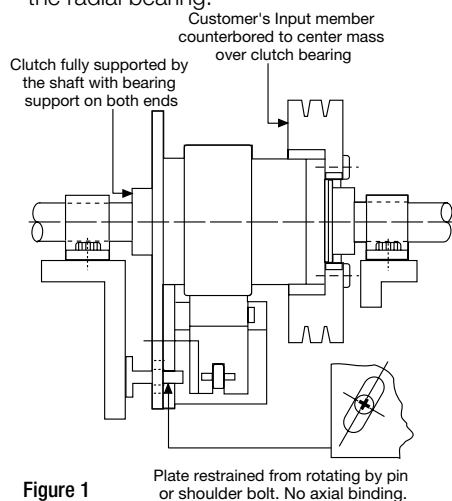 the radial bearing.
Customer's Input member
counterbored to center mass
over clutch bearing
Clutch fully supported by
the shaft with bearing
support on both ends
Figure 1
Plate restrained from rotating by pin
or shoulder bolt. No axial binding.